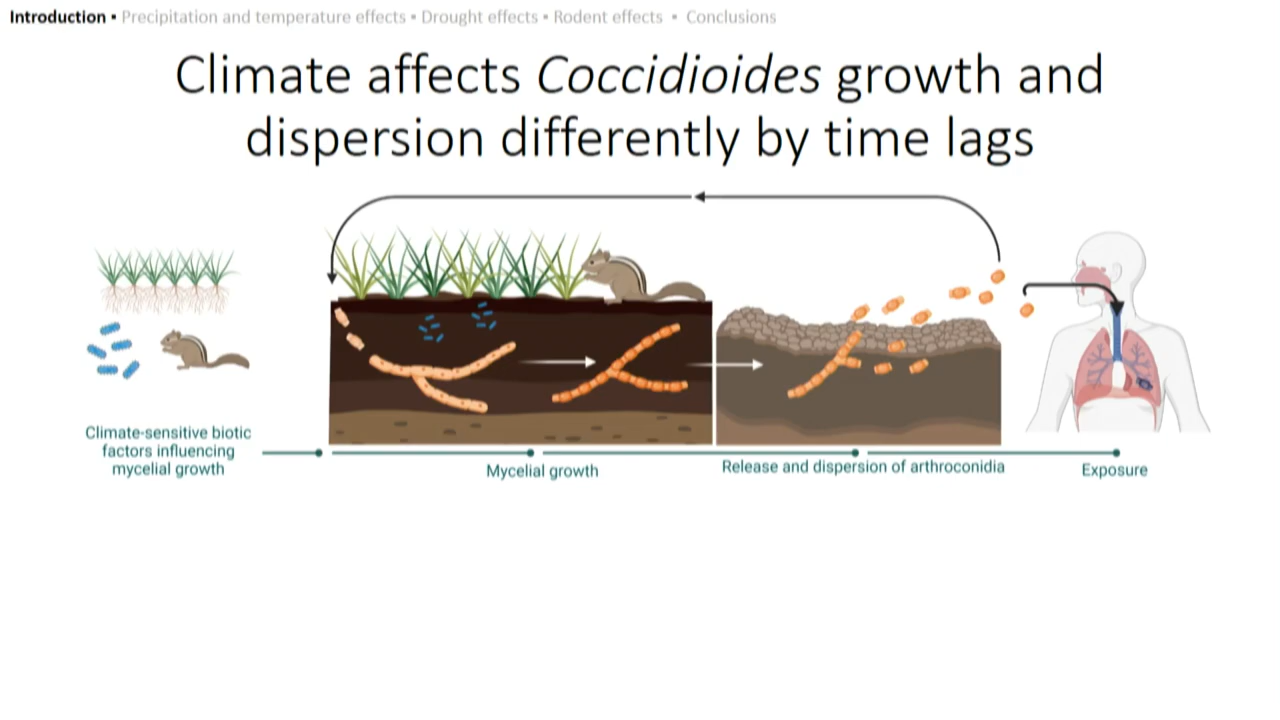 Introduction • Precipitation and temperature effects • Drought effects • Rodent effects • Conclusions
Climate affects Coccidioides growth and
dispersion differently by time lags
Climate-sensitive biotic
factors influencing
mycelial growth
Mycelial growth
Release and dispersion of arthroconidia
Exposure